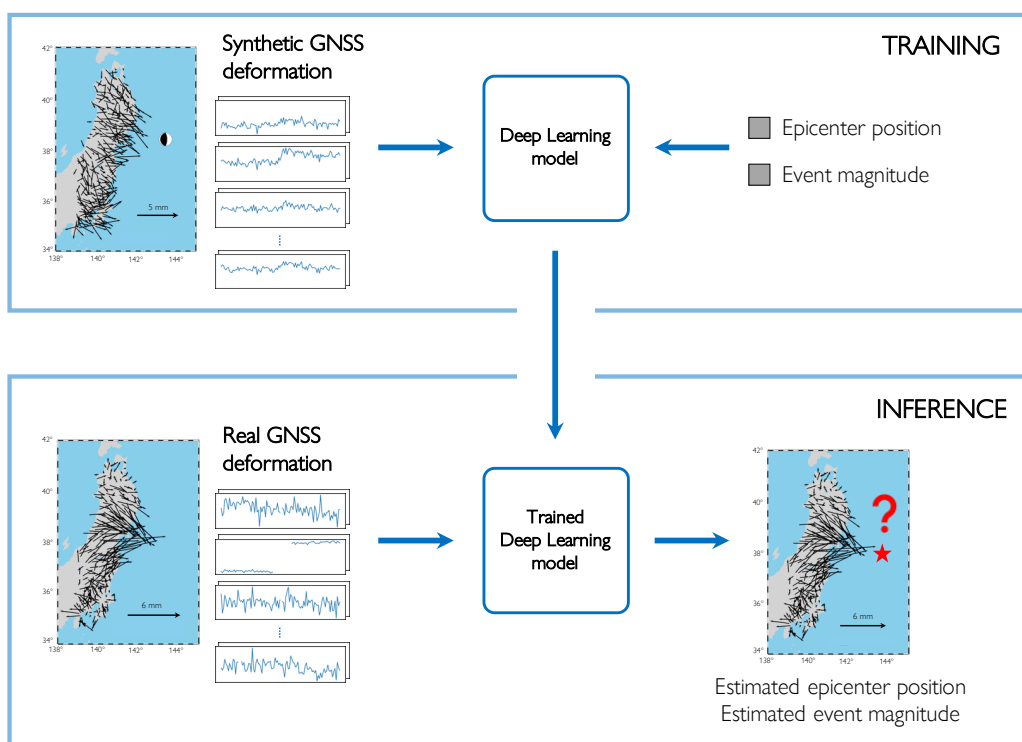 TRAINING
Synthetic GNSS
deformation
42°
40°
38°
36°
34°
138°
140°
142°
144°
5 mm
Deep Learning
model
Epicenter position
Event magnitude
INFERENCE
Real GNSS
deformation
42°
40°
38°
36°
34°
138°
140°
142°
144°
6 mm
Trained
Deep Learning
model
42°
40°
38°
36°
34°
138°
140°
142°
144°
6 mm
?
Estimated epicenter position
Estimated event magnitude